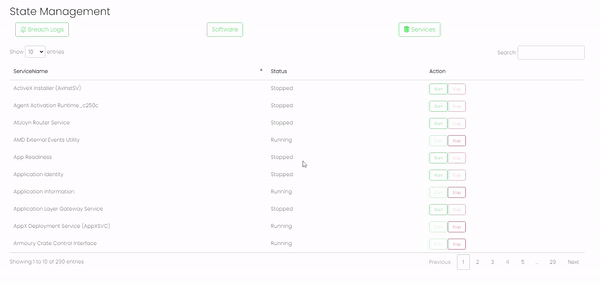 State Management
Breach Logs Software Services
Show 10 entries Search:
ServiceName Status Action
ActiveX Installer (AxInstSV) Stopped Start Stop
Agent Activation Runtime_c250c Stopped Start Stop
AllJoyn Router Service Stopped Start Stop
AMD External Events Utility Running Start Stop
App Readiness Stopped Start Stop
Application Identity Stopped Start Stop
Application Information Running Start Stop
Application Layer Gateway Service Stopped Start Stop
AppX Deployment Service (AppXSVC) Running Start Stop
Armoury Crate Control Interface Running Start Stop
Showing 1 to 10 of 290 entries Previous 1 2 3 4 5 … 29 Next